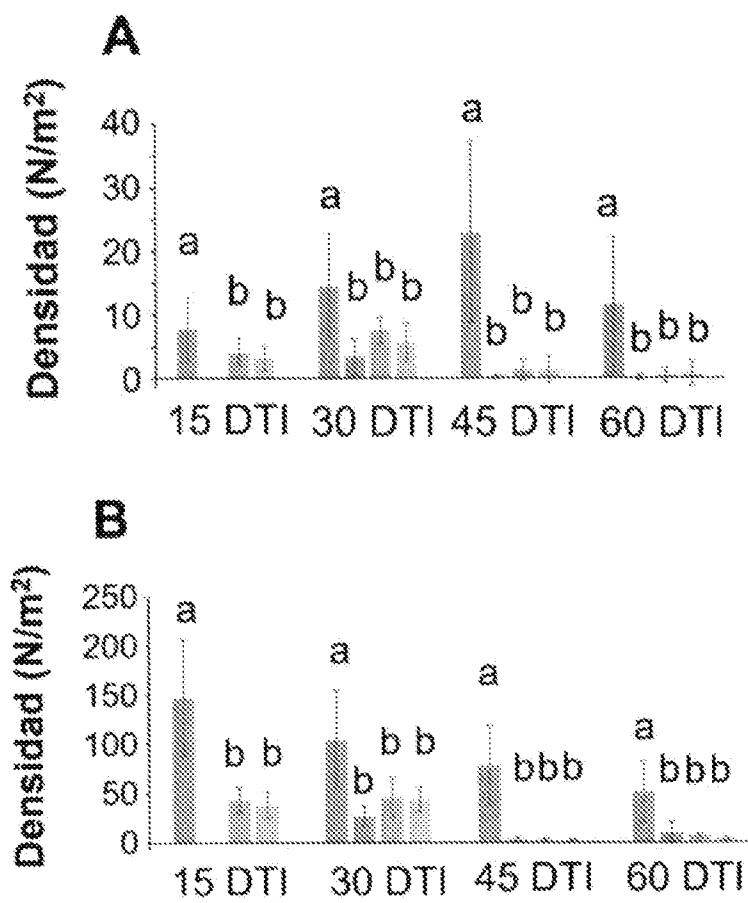 A
Densidad (N/m²)
40
30
20
10
0
a
b b
a
b b b
a
b b b
a
b b b
15 DTI 30 DTI 45 DTI 60 DTI
B
Densidad (N/m²)
250
200
150
100
50
0
a
b b
a
b b b
a
bbb
a
bbb
15 DTI 30 DTI 45 DTI 60 DTI